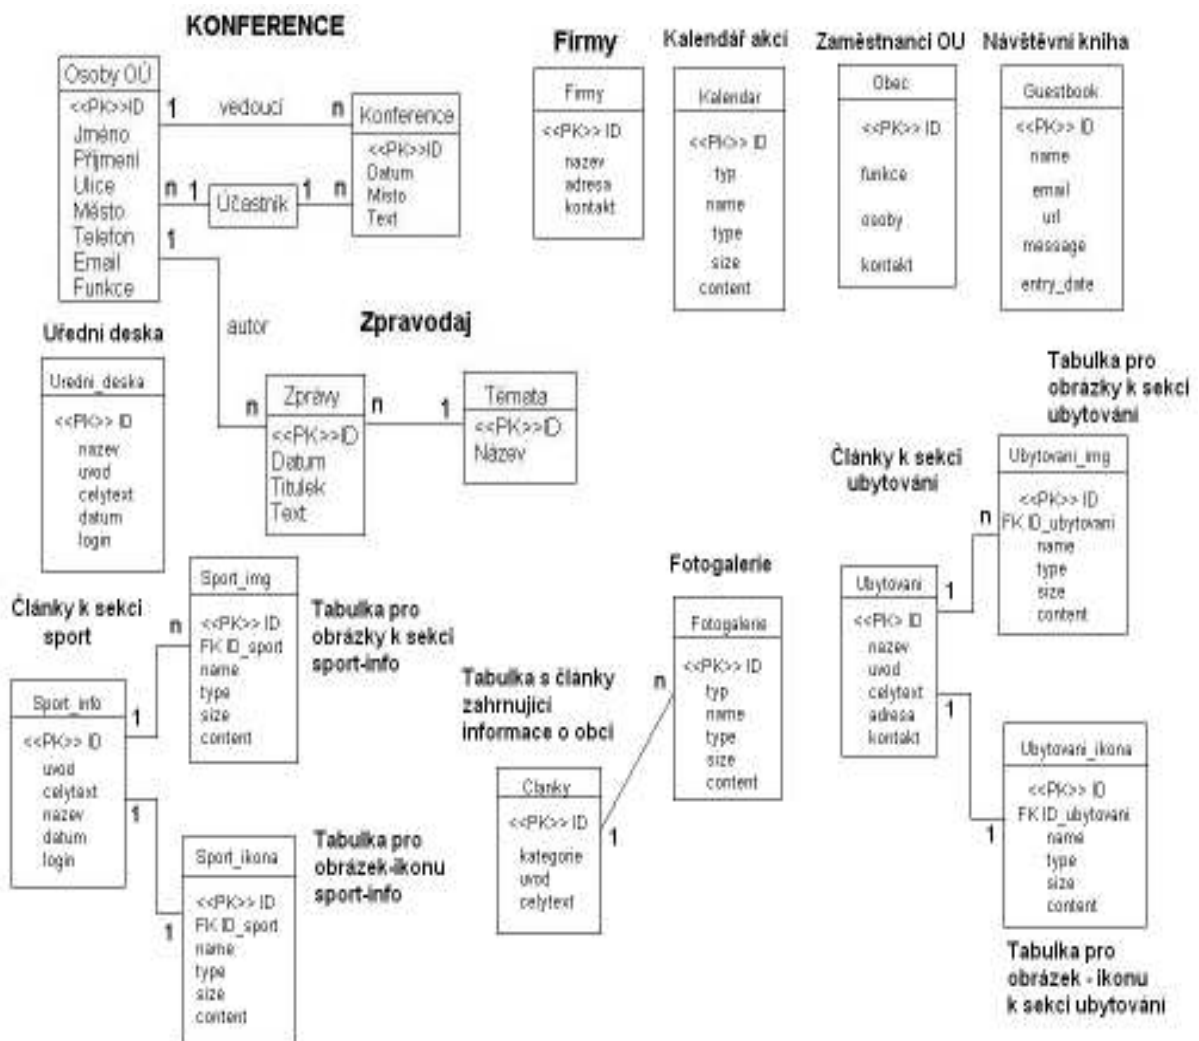 KONFERENCE
Osoby OÚ
<<PK>>ID
Jméno
Příjmení
Ulice
Město
Telefon
Email
Funkce
1
vedoucí
n
Konference
<<PK>>ID
Datum
Místo
Text
n
1
Účastník
1
n
1
autor
Firmy
Firmy
<<PK>> ID
nazev
adresa
kontakt
Kalendář akcí
Kalendar
<<PK>> ID
typ
name
type
size
content
Zaměstnanci OU
Obec
<<PK>> ID
funkce
osoby
kontakt
Návštěvní kniha
Guestbook
<<PK>> ID
name
email
url
message
entry_date
Uřední deska
Uredni_deska
<<PK>> ID
nazev
uvod
celytext
datum
login
Zpravodaj
n
Zprávy
<<PK>>ID
Datum
Titulek
Text
n
1
Témata
<<PK>>ID
Název
Tabulka pro
obrázky k sekci
ubytování
Ubytovani_img
<<PK>> ID
FK ID_ubytovani
name
type
size
content
Články k sekci
ubytování
n
1
Ubytovani
<<PK> ID
nazev
uvod
celytext
adresa
kontakt
1
1
Ubytovani_ikona
<<PK>> ID
FK ID_ubytovani
name
type
size
content
Tabulka pro
obrázek - ikonu
k sekci ubytování
Články k sekci
sport
Sport_info
<<PK>> ID
uvod
celytext
nazev
datum
login
n
1
Sport_img
<<PK>> ID
FK ID_sport
name
type
size
content
Tabulka pro
obrázky k sekci
sport-info
1
1
Sport_ikona
<<PK>> ID
FK ID_sport
name
type
size
content
Tabulka pro
obrázek-ikonu
sport-info
Fotogalerie
Fotogalerie
<<PK>> ID
typ
name
type
size
content
Tabulka s články
zahrnující
informace o obci
n
1
Clanky
<<PK>> ID
kategorie
uvod
celytext